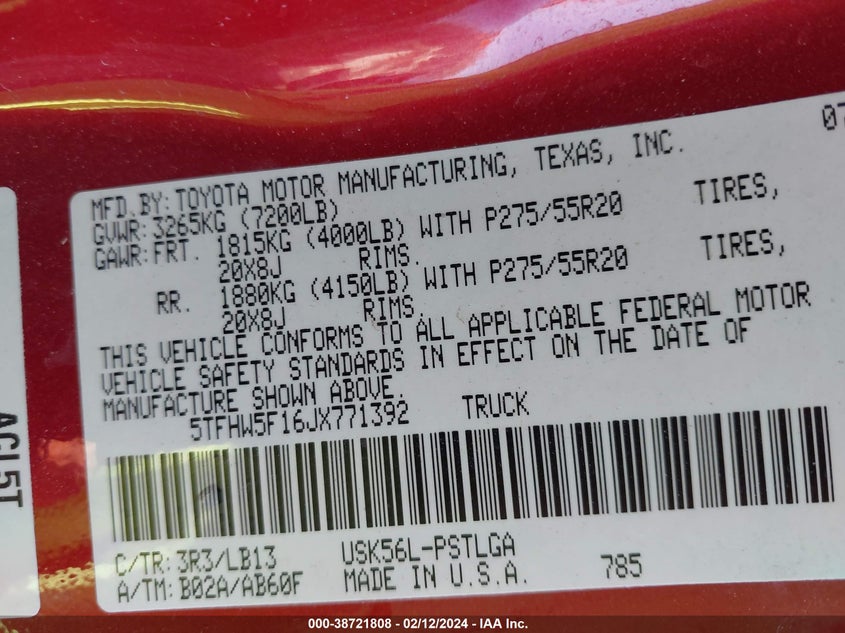 07
MFD.BY: TOYOTA MOTOR MANUFACTURING, TEXAS, INC.
GVWR: 3265KG (7200LB)
GAWR: FRT. 1815KG (4000LB) WITH P275/55R20 TIRES,
20X8J RIMS.
RR. 1880KG (4150LB) WITH P275/55R20 TIRES,
20X8J RIMS.
THIS VEHICLE CONFORMS TO ALL APPLICABLE FEDERAL MOTOR
VEHICLE SAFETY STANDARDS IN EFFECT ON THE DATE OF
MANUFACTURE SHOWN ABOVE.
5TFHW5F16JX771392 TRUCK
C/TR: 3R3/LB13 USK56L-PSTLGA
A/TM: B02A/AB60F MADE IN U.S.A. 785
000-38721808 - 02/12/2024 - IAA Inc.